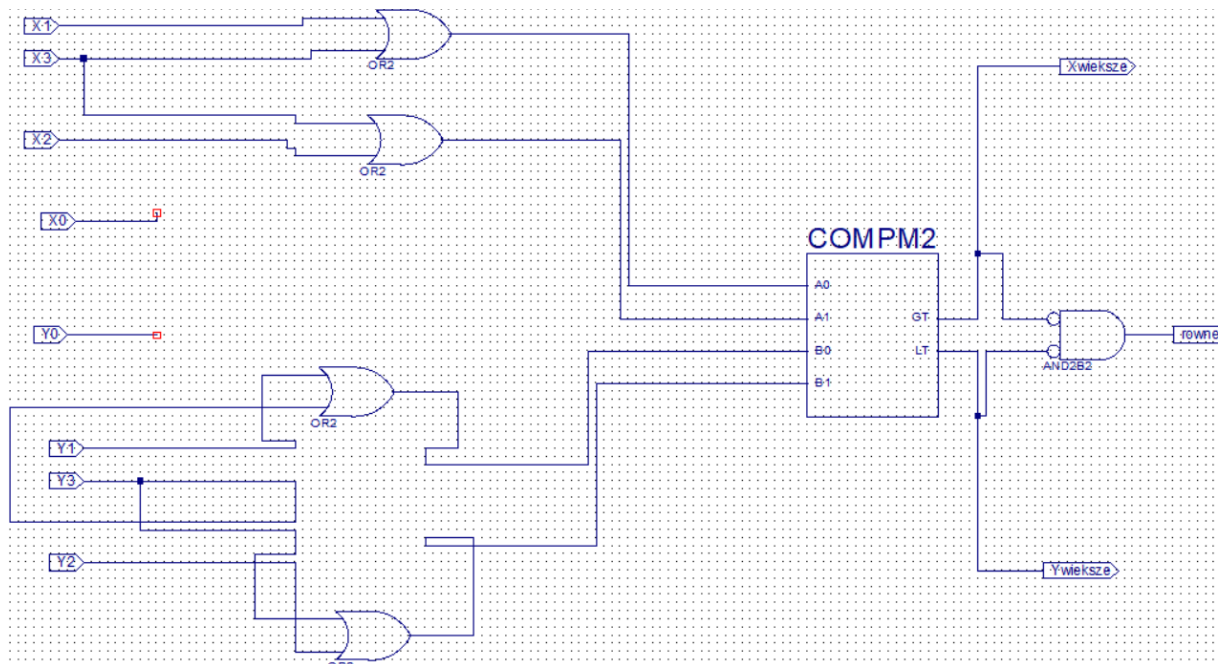 X1
X3
OR2
Xwieksze
X2
OR2
X0
COMPM2
A0
A1
GT
B0
LT
B1
Y0
rowne
AND2B2
OR2
Y1
Y3
Y2
Ywieksze